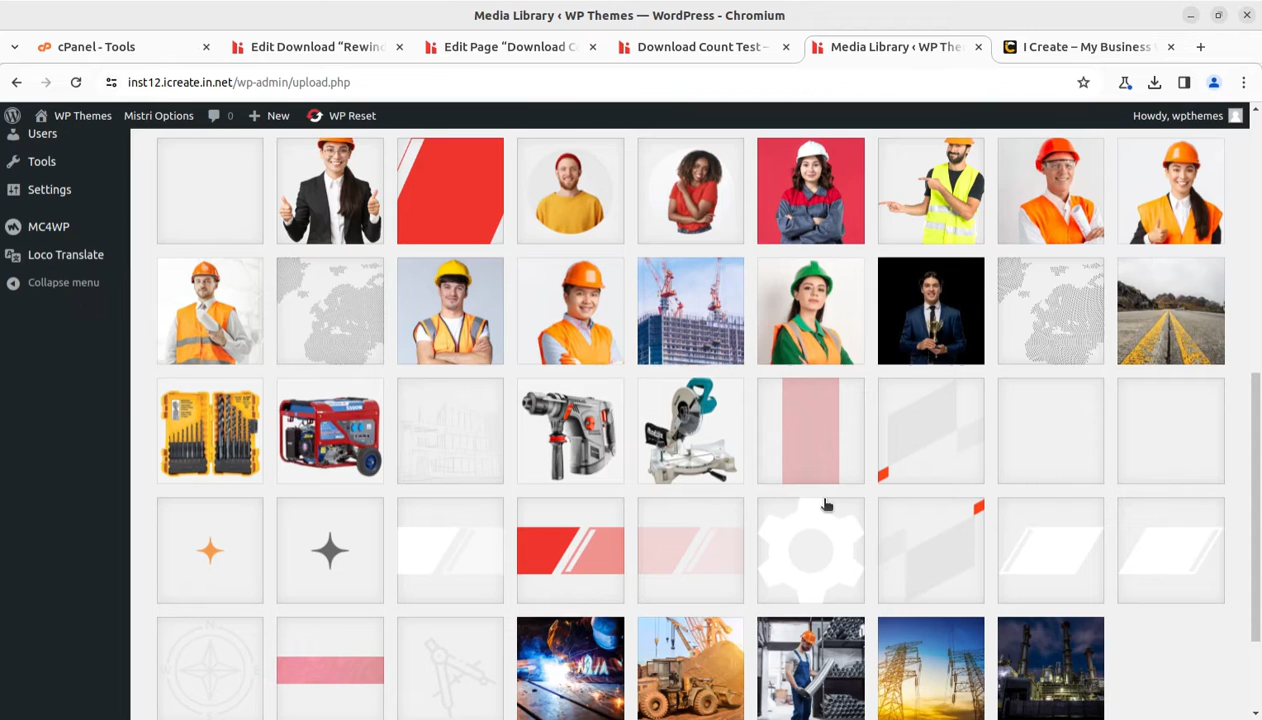 Media Library ‹ WP Themes — WordPress - Chromium
cPanel - Tools
Edit Download “Rewin
Edit Page “Download C
Download Count Test –
Media Library ‹ WP The
I Create – My Business
inst12.icreate.in.net/wp-admin/upload.php
WP Themes
Mistri Options
0
New
WP Reset
Howdy, wpthemes
Users
Tools
Settings
MC4WP
Loco Translate
Collapse menu